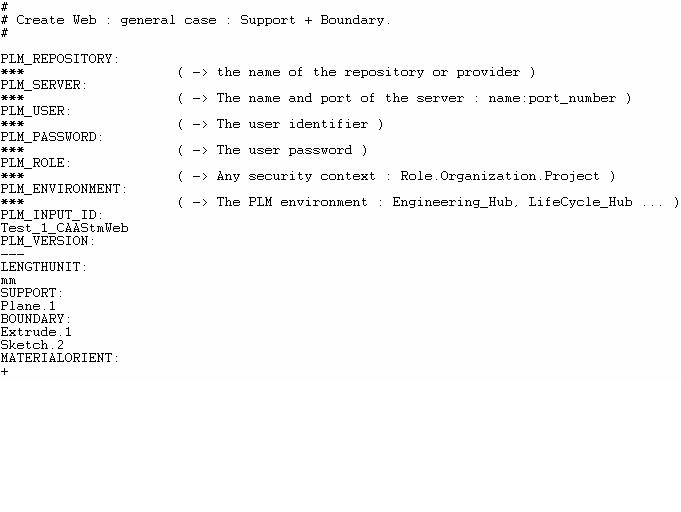 #
# Create Web : general case : Support + Boundary.
#
PLM_REPOSITORY:
*** ( -> the name of the repository or provider )
PLM_SERVER:
*** ( -> The name and port of the server : name:port_number )
PLM_USER:
*** ( -> The user identifier )
PLM_PASSWORD:
*** ( -> The user password )
PLM_ROLE:
*** ( -> Any security context : Role.Organization.Project )
PLM_ENVIRONMENT:
*** ( -> The PLM environment : Engineering_Hub, LifeCycle_Hub ... )
PLM_INPUT_ID:
Test_1_CAAStmWeb
PLM_VERSION:
---
LENGTHUNIT:
mm
SUPPORT:
Plane.1
BOUNDARY:
Extrude.1
Sketch.2
MATERIALORIENT:
+